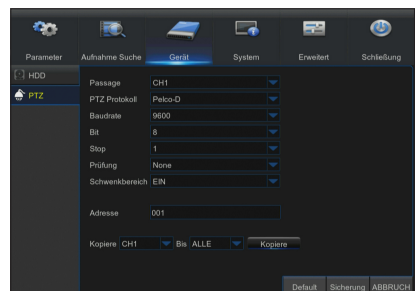 Parameter Aufnahme Suche Gerät System Erweitert Schließung
HDD
PTZ
Passage CH1
PTZ Protokoll Pelco-D
Baudrate 9600
Bit 8
Stop 1
Prüfung None
Schwenkbereich EIN
Adresse 001
Kopiere CH1 Bis ALLE Kopiere
Default Sicherung ABBRUCH